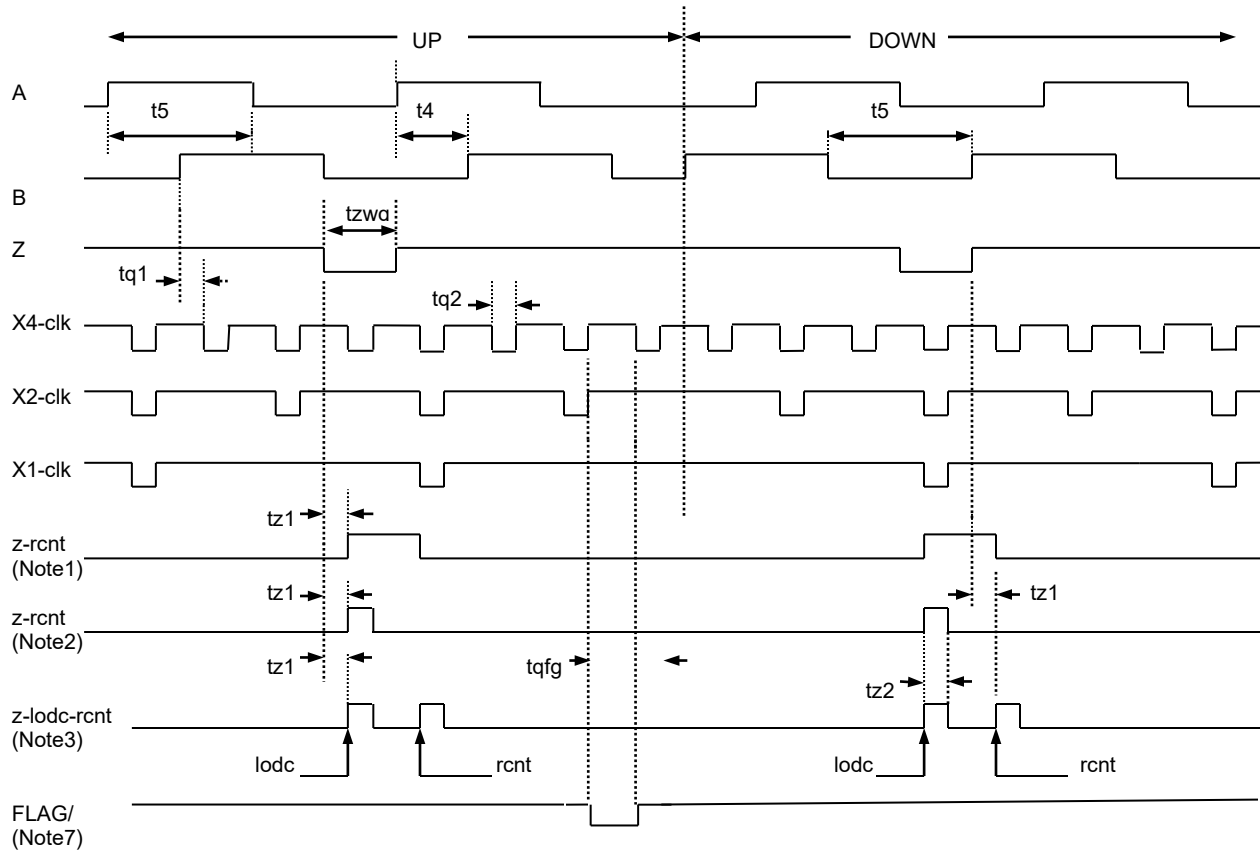 UP DOWN
A
t5 t4 t5
B
tzwq
Z
tq1 tq2
X4-clk
X2-clk
X1-clk
tz1
z-rcnt
(Note1)
tz1 tz1
z-rcnt
(Note2)
tz1 tqfg
tz2
z-lodc-rcnt
(Note3)
lodc rcnt lodc rcnt
FLAG/
(Note7)